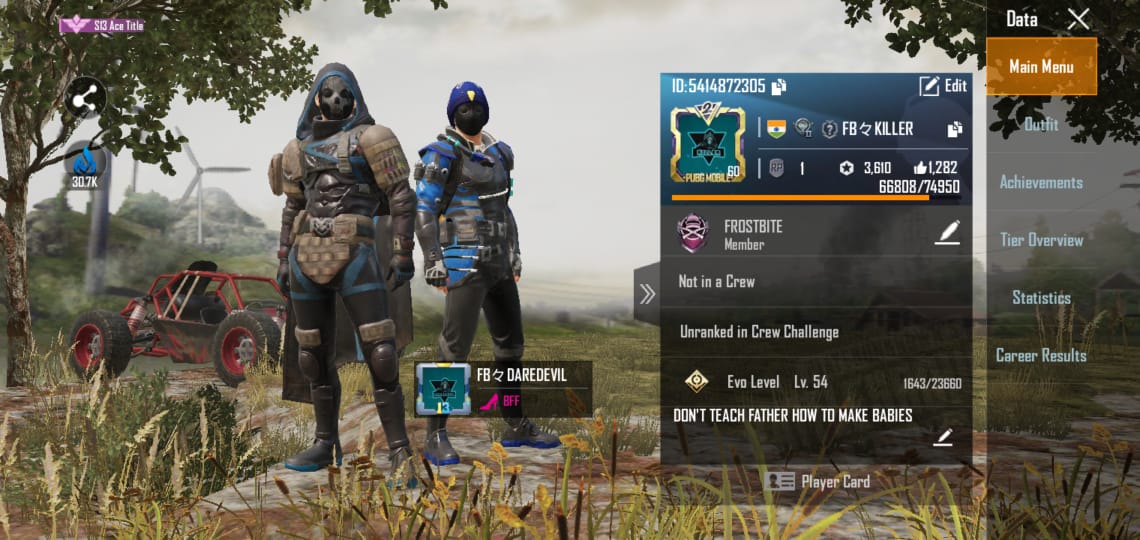 S13 Ace Title
30.7K
FB々DAREDEVIL
BFF
ID:5414872305
Edit
60
PUBG MOBILE
FB々KILLER
RP 1 3,610 1,282
66808/74950
FROSTBITE
Member
Not in a Crew
Unranked in Crew Challenge
Evo Level Lv. 54 1643/23660
DON'T TEACH FATHER HOW TO MAKE BABIES
Player Card
Data
Main Menu
Outfit
Achievements
Tier Overview
Statistics
Career Results